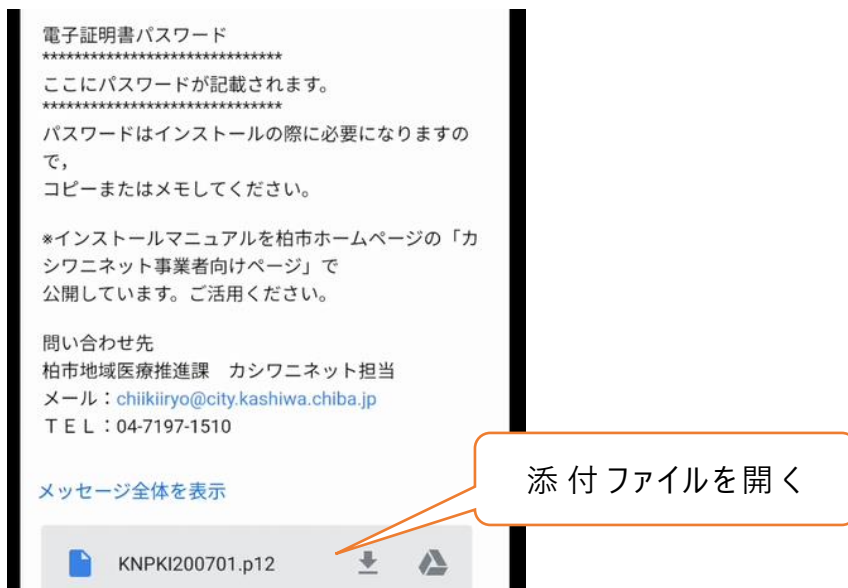 電子証明書パスワード
******************************
ここにパスワードが記載されます。
******************************
パスワードはインストールの際に必要になりますの
で，
コピーまたはメモしてください。
※インストールマニュアルを柏市ホームページの「カ
シワニネット事業者向けページ」で
公開しています。ご活用ください。
問い合わせ先
柏市地域医療推進課　カシワニネット担当
メール：chiikiiryo@city.kashiwa.chiba.jp
ＴＥＬ：04-7197-1510
メッセージ全体を表示
添付ファイルを開く
KNPKI200701.p12